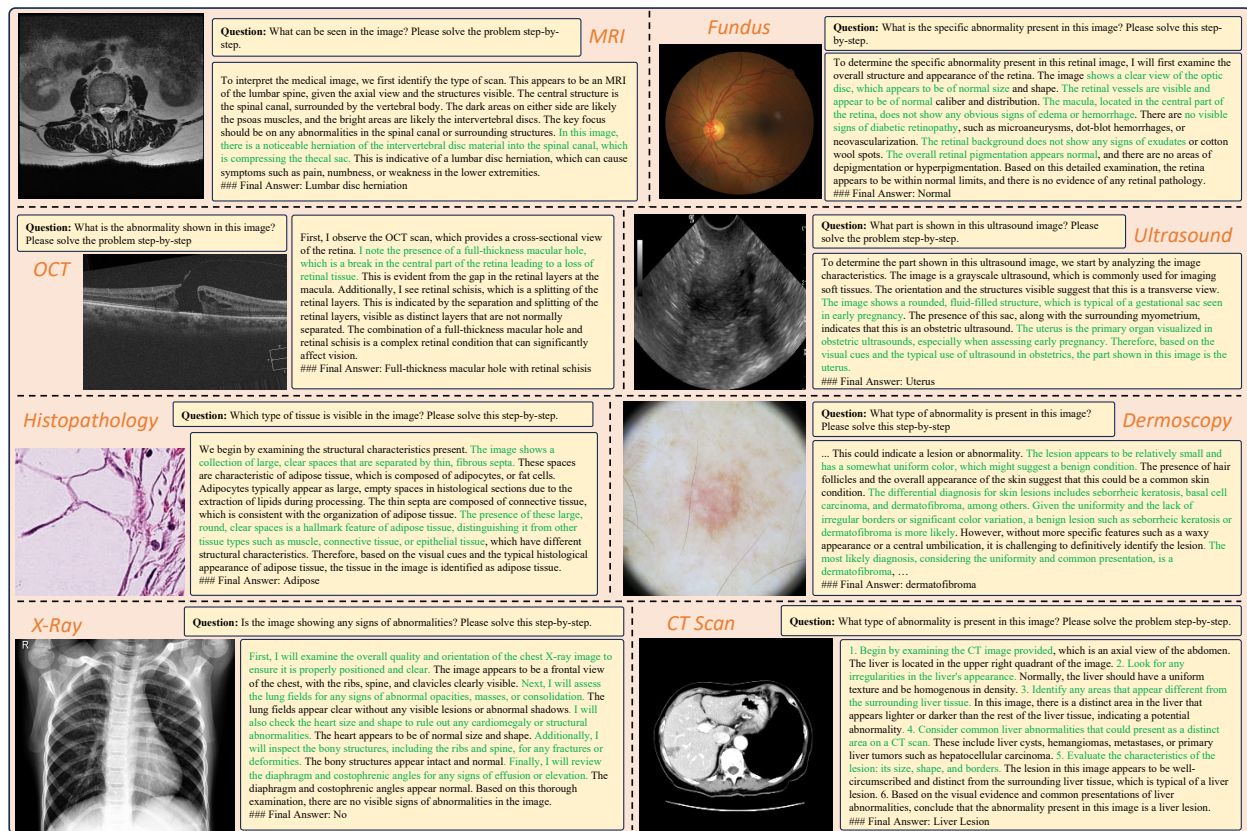 Question: What can be seen in the image? Please solve the problem step-by-
step.
MRI
To interpret the medical image, we first identify the type of scan. This appears to be an MRI
of the lumbar spine, given the axial view and the structures visible. The central structure is
the spinal canal, surrounded by the vertebral body. The dark areas on either side are likely
the psoas muscles, and the bright areas are likely the intervertebral discs. The key focus
should be on any abnormalities in the spinal canal or surrounding structures. In this image,
there is a noticeable herniation of the intervertebral disc material into the spinal canal, which
is compressing the thecal sac. This is indicative of a lumbar disc herniation, which can cause
symptoms such as pain, numbness, or weakness in the lower extremities.
### Final Answer: Lumbar disc herniation
Fundus
Question: What is the specific abnormality present in this image? Please solve this step-
by-step.
To determine the specific abnormality present in this retinal image, I will first examine the
overall structure and appearance of the retina. The image shows a clear view of the optic
disc, which appears to be of normal size and shape. The retinal vessels are visible and
appear to be of normal caliber and distribution. The macula, located in the central part of
the retina, does not show any obvious signs of edema or hemorrhage. There are no visible
signs of diabetic retinopathy, such as microaneurysms, dot-blot hemorrhages, or
neovascularization. The retinal background does not show any signs of exudates or cotton
wool spots. The overall retinal pigmentation appears normal, and there are no areas of
depigmentation or hyperpigmentation. Based on this detailed examination, the retina
appears to be within normal limits, and there is no evidence of any retinal pathology.
### Final Answer: Normal
Question: What is the abnormality shown in this image?
Please solve the problem step-by-step
OCT
First, I observe the OCT scan, which provides a cross-sectional view
of the retina. I note the presence of a full-thickness macular hole,
which is a break in the central part of the retina leading to a loss of
retinal tissue. This is evident from the gap in the retinal layers at the
macula. Additionally, I see retinal schisis, which is a splitting of the
retinal layers. This is indicated by the separation and splitting of the
retinal layers, visible as distinct layers that are not normally
separated. The combination of a full-thickness macular hole and
retinal schisis is a complex retinal condition that can significantly
affect vision.
### Final Answer: Full-thickness macular hole with retinal schisis
Question: What part is shown in this ultrasound image? Please
solve the problem step-by-step.
Ultrasound
To determine the part shown in this ultrasound image, we start by analyzing the image
characteristics. The image is a grayscale ultrasound, which is commonly used for imaging
soft tissues. The orientation and the structures visible suggest that this is a transverse view.
The image shows a rounded, fluid-filled structure, which is typical of a gestational sac seen
in early pregnancy. The presence of this sac, along with the surrounding myometrium,
indicates that this is an obstetric ultrasound. The uterus is the primary organ visualized in
obstetric ultrasounds, especially when assessing early pregnancy. Therefore, based on the
visual cues and the typical use of ultrasound in obstetrics, the part shown in this image is the
uterus.
### Final Answer: Uterus
Histopathology
Question: Which type of tissue is visible in the image? Please solve this step-by-step.
We begin by examining the structural characteristics present. The image shows a
collection of large, clear spaces that are separated by thin, fibrous septa. These spaces
are characteristic of adipose tissue, which is composed of adipocytes, or fat cells.
Adipocytes typically appear as large, empty spaces in histological sections due to the
extraction of lipids during processing. The thin septa are composed of connective tissue,
which is consistent with the organization of adipose tissue. The presence of these large,
round, clear spaces is a hallmark feature of adipose tissue, distinguishing it from other
tissue types such as muscle, connective tissue, or epithelial tissue, which have different
structural characteristics. Therefore, based on the visual cues and the typical histological
appearance of adipose tissue, the tissue in the image is identified as adipose tissue.
### Final Answer: Adipose
Question: What type of abnormality is present in this image?
Please solve this step-by-step
Dermoscopy
... This could indicate a lesion or abnormality. The lesion appears to be relatively small and
has a somewhat uniform color, which might suggest a benign condition. The presence of hair
follicles and the overall appearance of the skin suggest that this could be a common skin
condition. The differential diagnosis for skin lesions includes seborrheic keratosis, basal cell
carcinoma, and dermatofibroma, among others. Given the uniformity and the lack of
irregular borders or significant color variation, a benign lesion such as seborrheic keratosis or
dermatofibroma is more likely. However, without more specific features such as a waxy
appearance or a central umbilication, it is challenging to definitively identify the lesion. The
most likely diagnosis, considering the uniformity and common presentation, is a
dermatofibroma, ...
### Final Answer: dermatofibroma
X-Ray
Question: Is the image showing any signs of abnormalities? Please solve this step-by-step.
R
First, I will examine the overall quality and orientation of the chest X-ray image to
ensure it is properly positioned and clear. The image appears to be a frontal view
of the chest, with the ribs, spine, and clavicles clearly visible. Next, I will assess
the lung fields for any signs of abnormal opacities, masses, or consolidation. The
lung fields appear clear without any visible lesions or abnormal shadows. I will
also check the heart size and shape to rule out any cardiomegaly or structural
abnormalities. The heart appears to be of normal size and shape. Additionally, I
will inspect the bony structures, including the ribs and spine, for any fractures or
deformities. The bony structures appear intact and normal. Finally, I will review
the diaphragm and costophrenic angles for any signs of effusion or elevation. The
diaphragm and costophrenic angles appear normal. Based on this thorough
examination, there are no visible signs of abnormalities in the image.
### Final Answer: No
CT Scan
Question: What type of abnormality is present in this image? Please solve the problem step-by-step.
1. Begin by examining the CT image provided, which is an axial view of the abdomen.
The liver is located in the upper right quadrant of the image. 2. Look for any
irregularities in the liver's appearance. Normally, the liver should have a uniform
texture and be homogenous in density. 3. Identify any areas that appear different from
the surrounding liver tissue. In this image, there is a distinct area in the liver that
appears lighter or darker than the rest of the liver tissue, indicating a potential
abnormality. 4. Consider common liver abnormalities that could present as a distinct
area on a CT scan. These include liver cysts, hemangiomas, metastases, or primary
liver tumors such as hepatocellular carcinoma. 5. Evaluate the characteristics of the
lesion: its size, shape, and borders. The lesion in this image appears to be well-
circumscribed and distinct from the surrounding liver tissue, which is typical of a liver
lesion. 6. Based on the visual evidence and common presentations of liver
abnormalities, conclude that the abnormality present in this image is a liver lesion.
### Final Answer: Liver Lesion